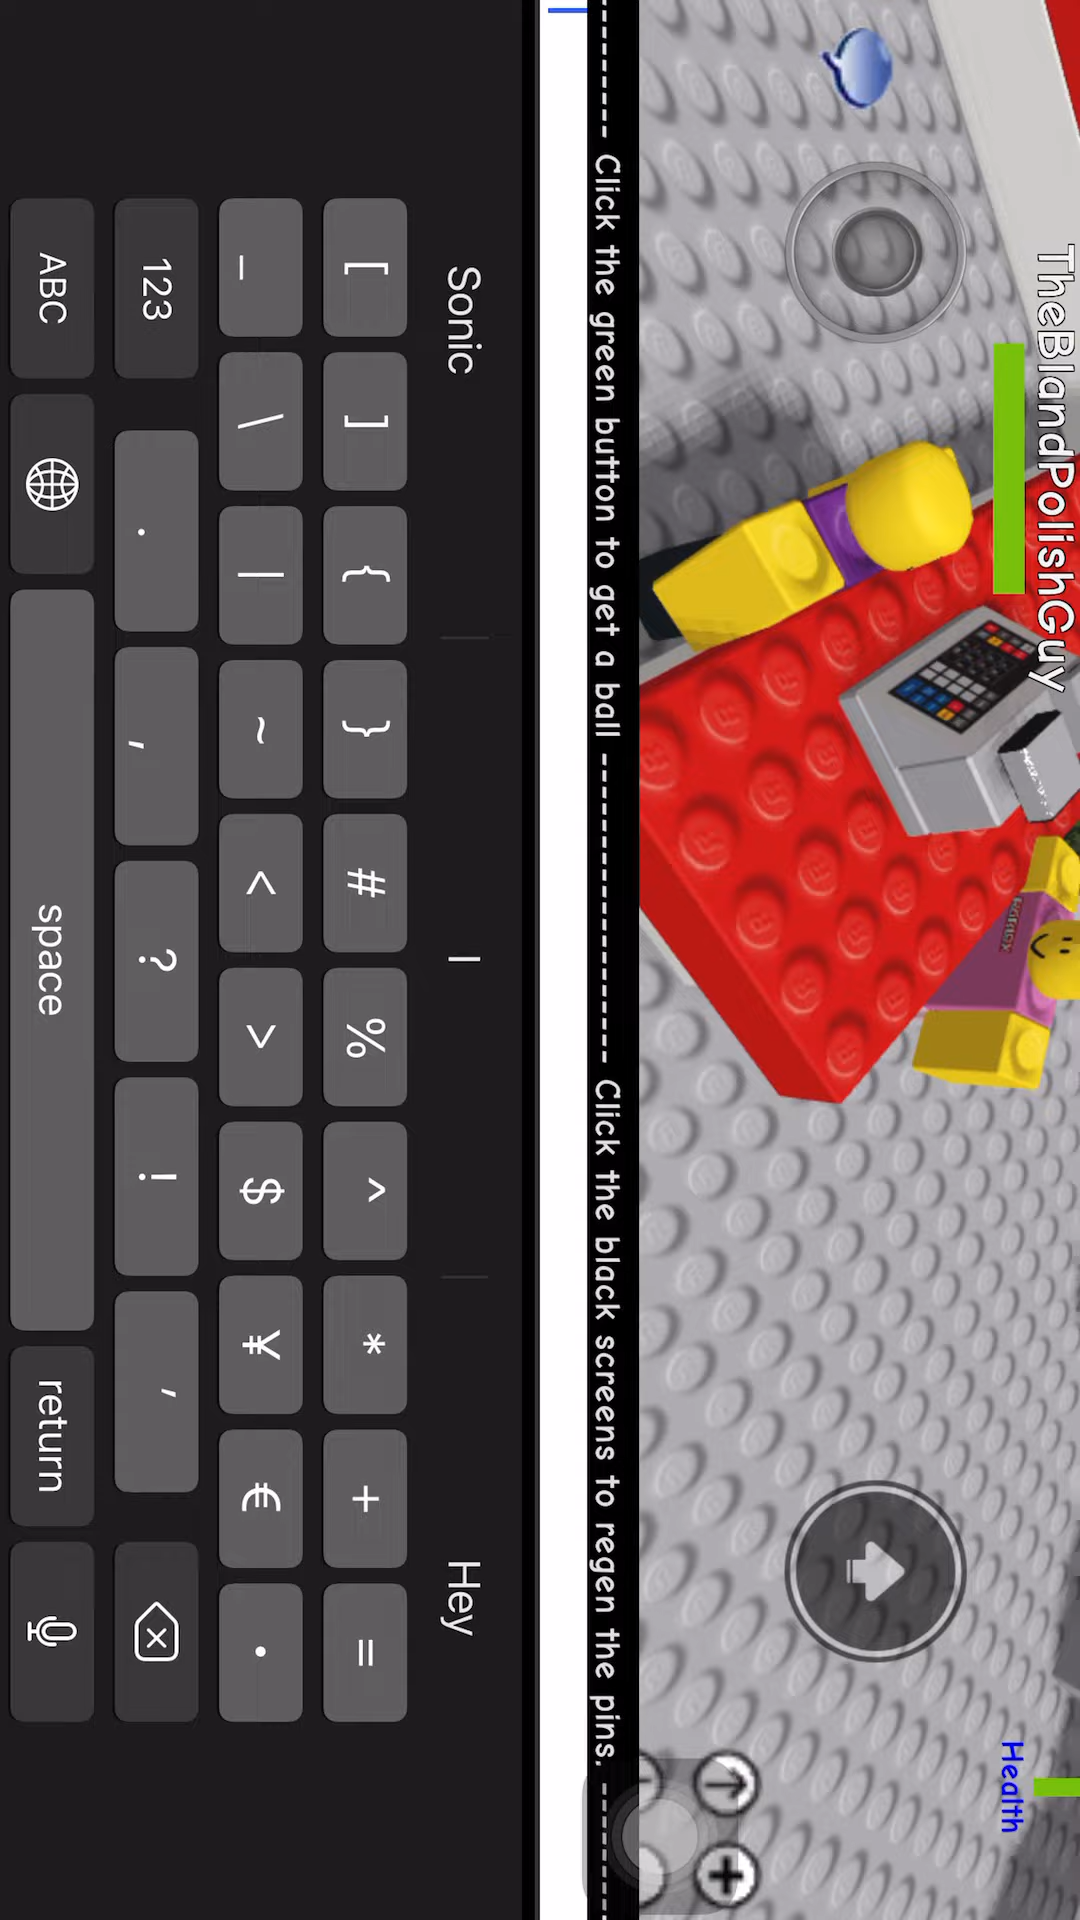 TheBlandPolishGuy
Health
ROBLOX
---------- Click the green button to get a ball ---------------------- Click the black screens to regen the pins. ----------
Sonic I Hey
[ ] { } # % ^ * + =
_ \ | ~ < > $ ¥ € •
123 . , ? ! ’
ABC space return